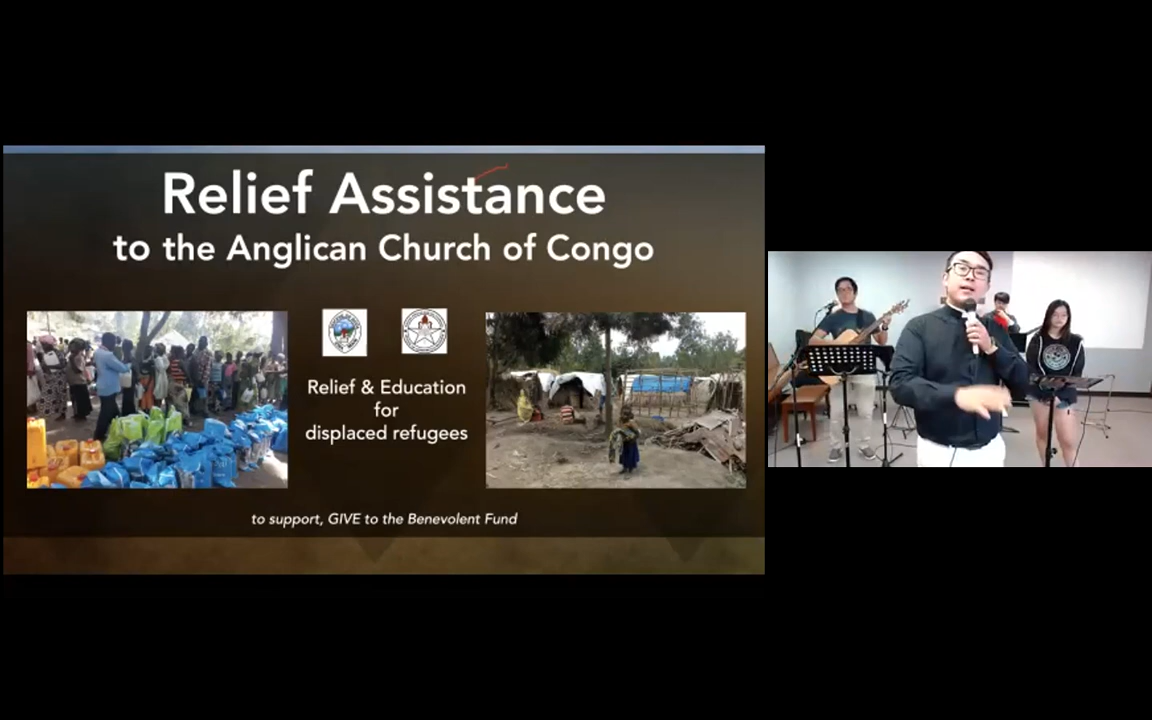 Relief Assistance
to the Anglican Church of Congo
Relief & Education
for
displaced refugees
to support, GIVE to the Benevolent Fund